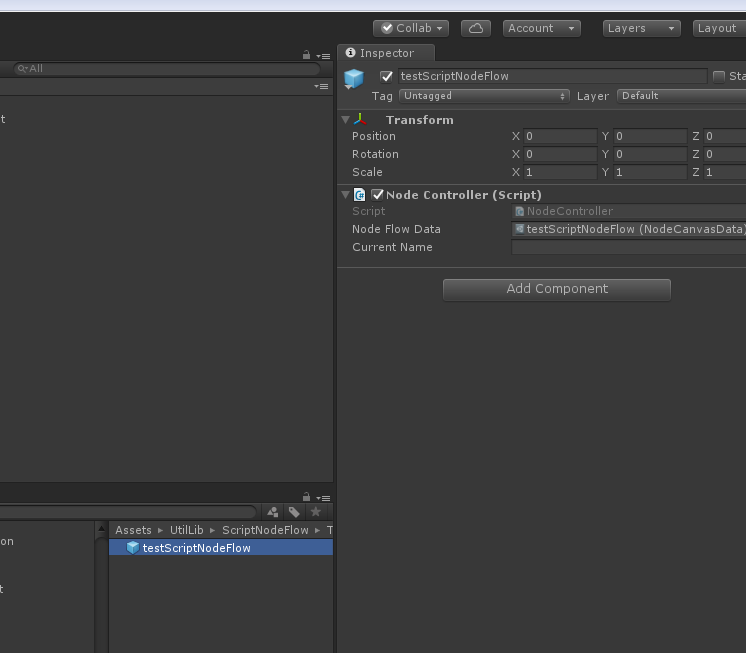 Collab Account Layers Layout
Inspector
All
testScriptNodeFlow Sta
Tag Untagged Layer Default
t
Transform
Position X 0 Y 0 Z 0
Rotation X 0 Y 0 Z 0
Scale X 1 Y 1 Z 1
Node Controller (Script)
Script NodeController
Node Flow Data testScriptNodeFlow (NodeCanvasData)
Current Name
Add Component
Assets UtilLib ScriptNodeFlow T
on
testScriptNodeFlow
t